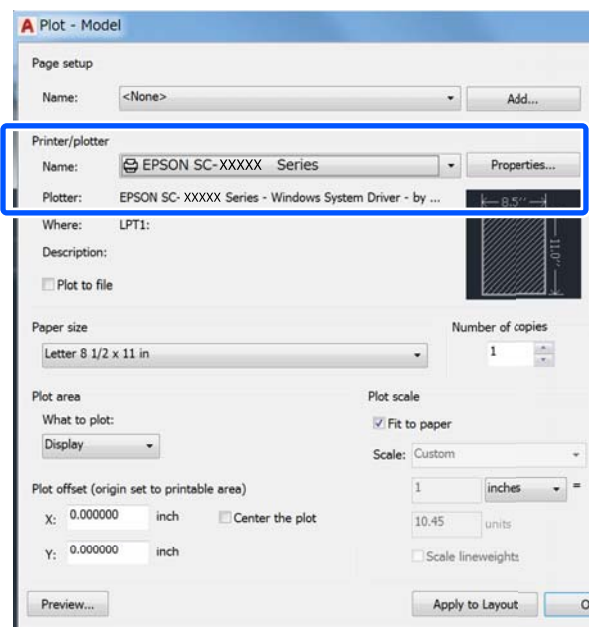 A Plot - Model
Page setup
Name: <None> Add...
Printer/plotter
Name: EPSON SC-XXXXX Series Properties...
Plotter: EPSON SC- XXXXX Series - Windows System Driver - by ...
8.5''
Where: LPT1:
11.0''
Description:
Plot to file
Paper size
Number of copies
Letter 8 1/2 x 11 in
1
Plot area
Plot scale
What to plot:
Fit to paper
Display
Scale: Custom
Plot offset (origin set to printable area)
1 inches =
X: 0.000000 inch Center the plot
10.45 units
Y: 0.000000 inch
Scale lineweights
Preview... Apply to Layout